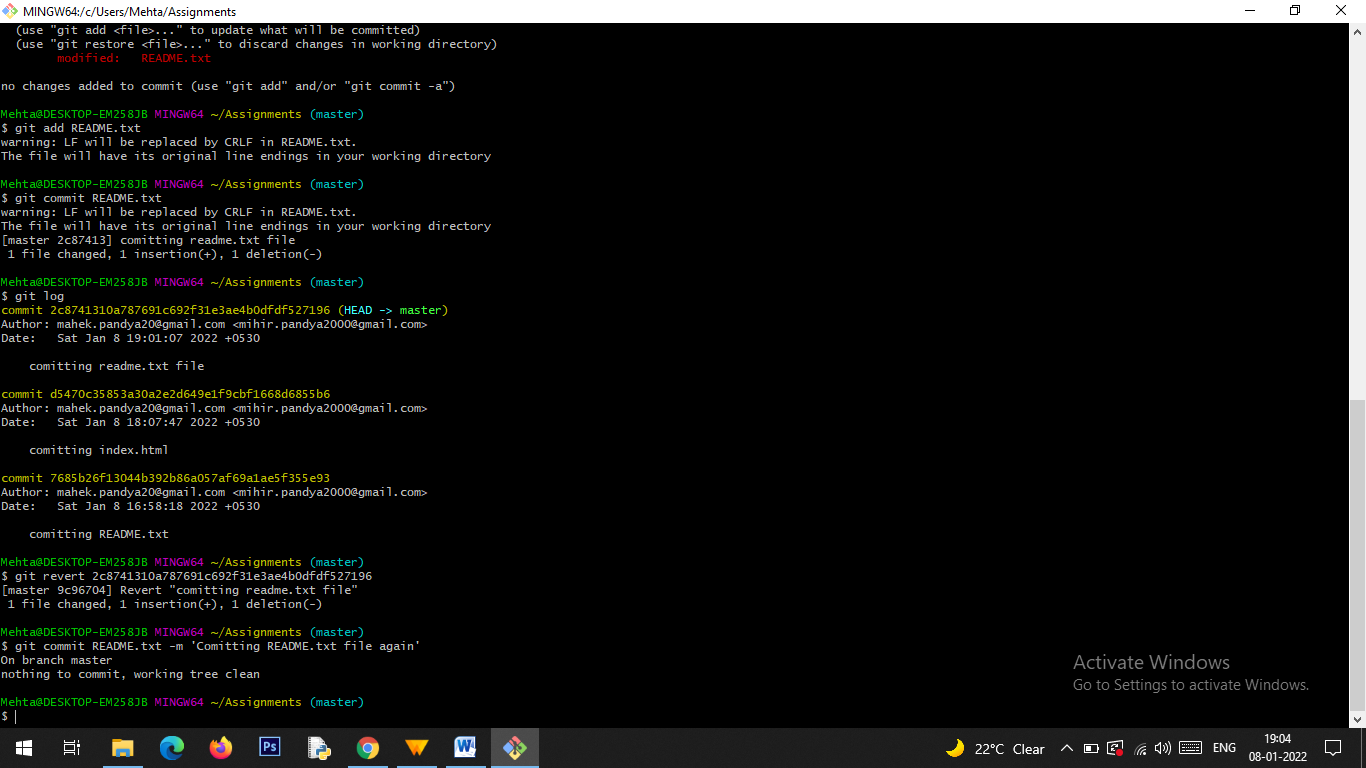 MINGW64:/c/Users/Mehta/Assignments
(use "git add <file>..." to update what will be committed)
(use "git restore <file>..." to discard changes in working directory)
modified: README.txt
no changes added to commit (use "git add" and/or "git commit -a")
Mehta@DESKTOP-EM258JB MINGW64 ~/Assignments (master)
$ git add README.txt
warning: LF will be replaced by CRLF in README.txt.
The file will have its original line endings in your working directory
Mehta@DESKTOP-EM258JB MINGW64 ~/Assignments (master)
$ git commit README.txt
warning: LF will be replaced by CRLF in README.txt.
The file will have its original line endings in your working directory
[master 2c87413] comitting readme.txt file
1 file changed, 1 insertion(+), 1 deletion(-)
Mehta@DESKTOP-EM258JB MINGW64 ~/Assignments (master)
$ git log
commit 2c8741310a787691c692f31e3ae4b0dfdf527196 (HEAD -> master)
Author: mahek.pandya20@gmail.com <mihir.pandya2000@gmail.com>
Date: Sat Jan 8 19:01:07 2022 +0530
comitting readme.txt file
commit d5470c35853a30a2e2d649e1f9cbf1668d6855b6
Author: mahek.pandya20@gmail.com <mihir.pandya2000@gmail.com>
Date: Sat Jan 8 18:07:47 2022 +0530
comitting index.html
commit 7685b26f13044b392b86a057af69a1ae5f355e93
Author: mahek.pandya20@gmail.com <mihir.pandya2000@gmail.com>
Date: Sat Jan 8 16:58:18 2022 +0530
comitting README.txt
Mehta@DESKTOP-EM258JB MINGW64 ~/Assignments (master)
$ git revert 2c8741310a787691c692f31e3ae4b0dfdf527196
[master 9c96704] Revert "comitting readme.txt file"
1 file changed, 1 insertion(+), 1 deletion(-)
Mehta@DESKTOP-EM258JB MINGW64 ~/Assignments (master)
$ git commit README.txt -m 'Comitting README.txt file again'
On branch master
nothing to commit, working tree clean
Mehta@DESKTOP-EM258JB MINGW64 ~/Assignments (master)
$
Activate Windows
Go to Settings to activate Windows.
Ps
W
22°C Clear
ENG
19:04
08-01-2022